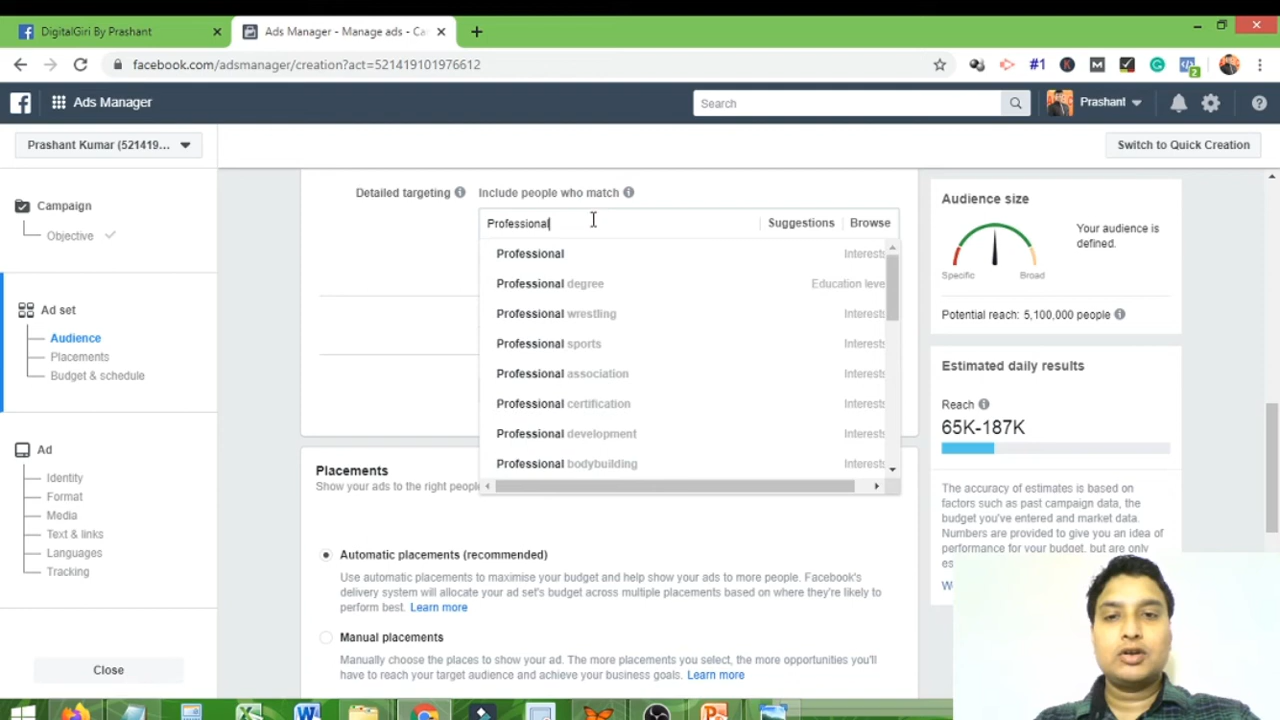 DigitalGiri By Prashant
Ads Manager - Manage ads - Ca
facebook.com/adsmanager/creation?act=521419101976612
#1
2
Ads Manager
Search
Prashant
Prashant Kumar (521419...
Switch to Quick Creation
Campaign
Objective
Ad set
Audience
Placements
Budget & schedule
Ad
Identity
Format
Media
Text & links
Languages
Tracking
Close
Detailed targeting
Include people who match
Professional
Suggestions
Browse
Professional Interests
Professional degree Education leve
Professional wrestling Interests
Professional sports Interests
Professional association Interests
Professional certification Interests
Professional development Interests
Professional bodybuilding Interests
Placements
Show your ads to the right people
Automatic placements (recommended)
Use automatic placements to maximise your budget and help show your ads to more people. Facebook's
delivery system will allocate your ad set's budget across multiple placements based on where they're likely to
perform best. Learn more
Manual placements
Manually choose the places to show your ad. The more placements you select, the more opportunities you'll
have to reach your target audience and achieve your business goals. Learn more
Audience size
Your audience is
defined.
Specific
Broad
Potential reach: 5,100,000 people
Estimated daily results
Reach
65K-187K
The accuracy of estimates is based on
factors such as past campaign data, the
budget you've entered and market data.
Numbers are provided to give you an idea of
performance for your budget, but are only